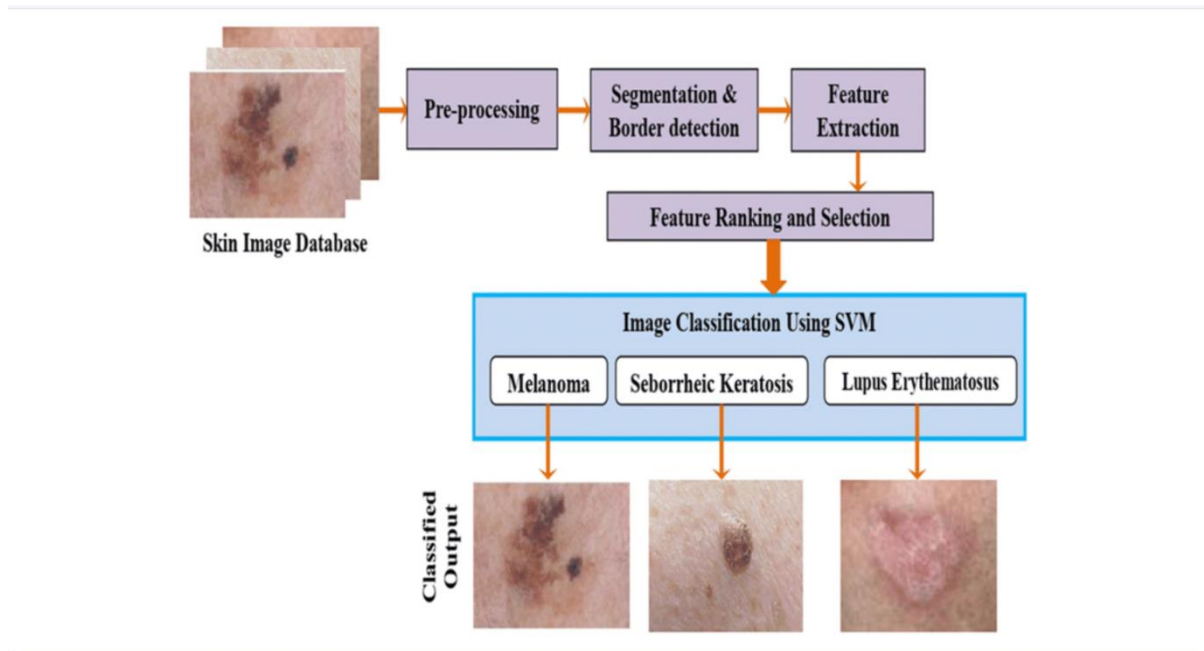 Pre-processing
Segmentation &
Border detection
Feature
Extraction
Feature Ranking and Selection
Skin Image Database
Image Classification Using SVM
Melanoma
Seborrheic Keratosis
Lupus Erythematosus
Classified
Output